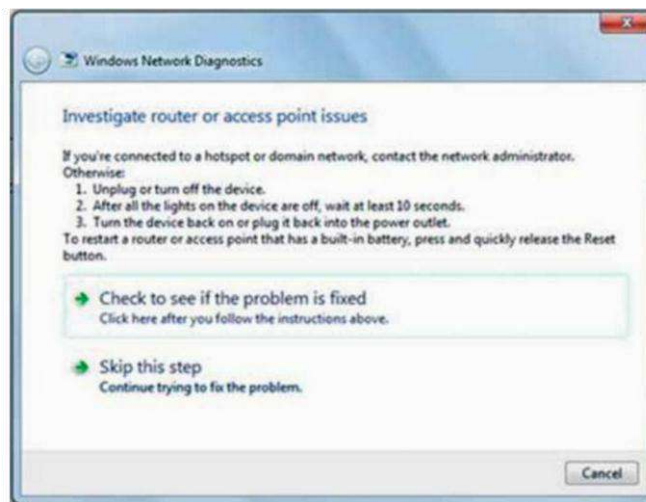 Windows Network Diagnostics
Investigate router or access point issues
If you're connected to a hotspot or domain network, contact the network administrator.
Otherwise:
1. Unplug or turn off the device.
2. After all the lights on the device are off, wait at least 10 seconds.
3. Turn the device back on or plug it back into the power outlet.
To restart a router or access point that has a built-in battery, press and quickly release the Reset
button.
Check to see if the problem is fixed
Click here after you follow the instructions above.
Skip this step
Continue trying to fix the problem.
Cancel